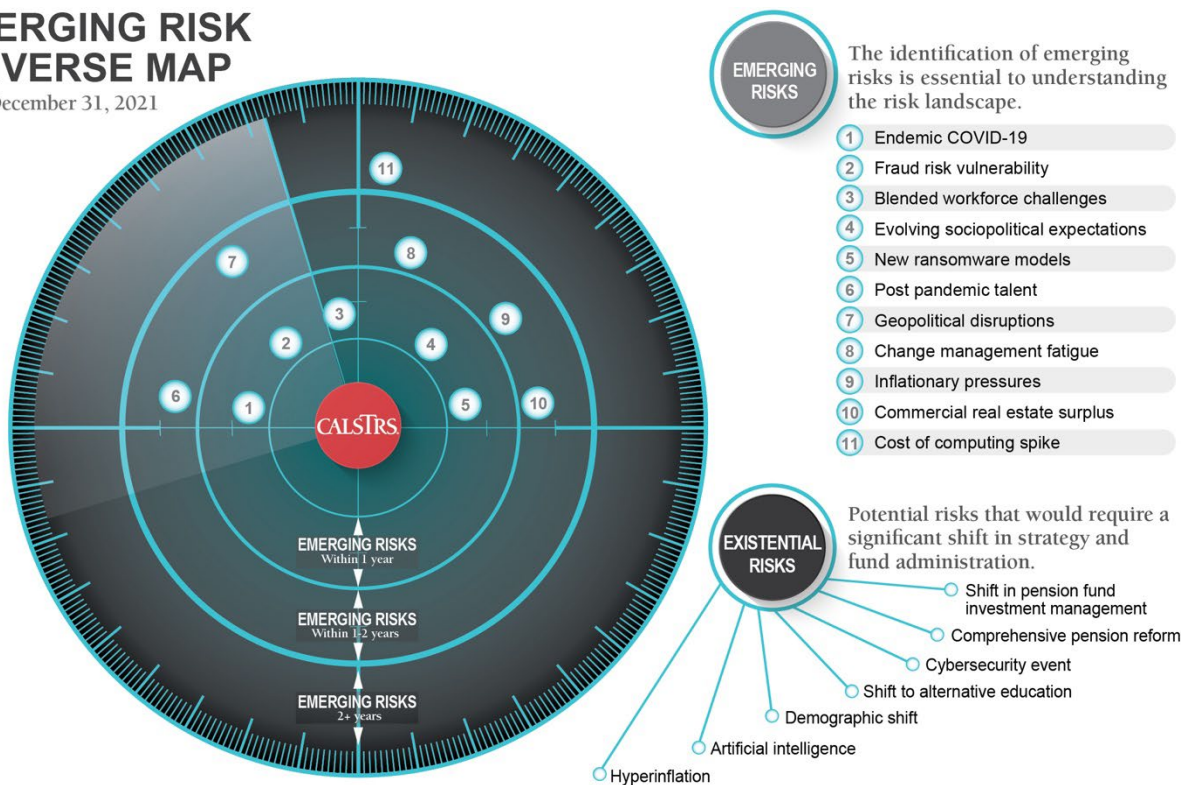 ERGING RISK
VERSE MAP
December 31, 2021
11
7
8
3
9
2
4
6
1
5
10
CALSTRS
EMERGING RISKS
Within 1 year
EMERGING RISKS
Within 1-2 years
EMERGING RISKS
2+ years
EMERGING
RISKS
The identification of emerging
risks is essential to understanding
the risk landscape.
1 Endemic COVID-19
2 Fraud risk vulnerability
3 Blended workforce challenges
4 Evolving sociopolitical expectations
5 New ransomware models
6 Post pandemic talent
7 Geopolitical disruptions
8 Change management fatigue
9 Inflationary pressures
10 Commercial real estate surplus
11 Cost of computing spike
EXISTENTIAL
RISKS
Potential risks that would require a
significant shift in strategy and
fund administration.
Shift in pension fund
investment management
Comprehensive pension reform
Cybersecurity event
Shift to alternative education
Demographic shift
Artificial intelligence
Hyperinflation